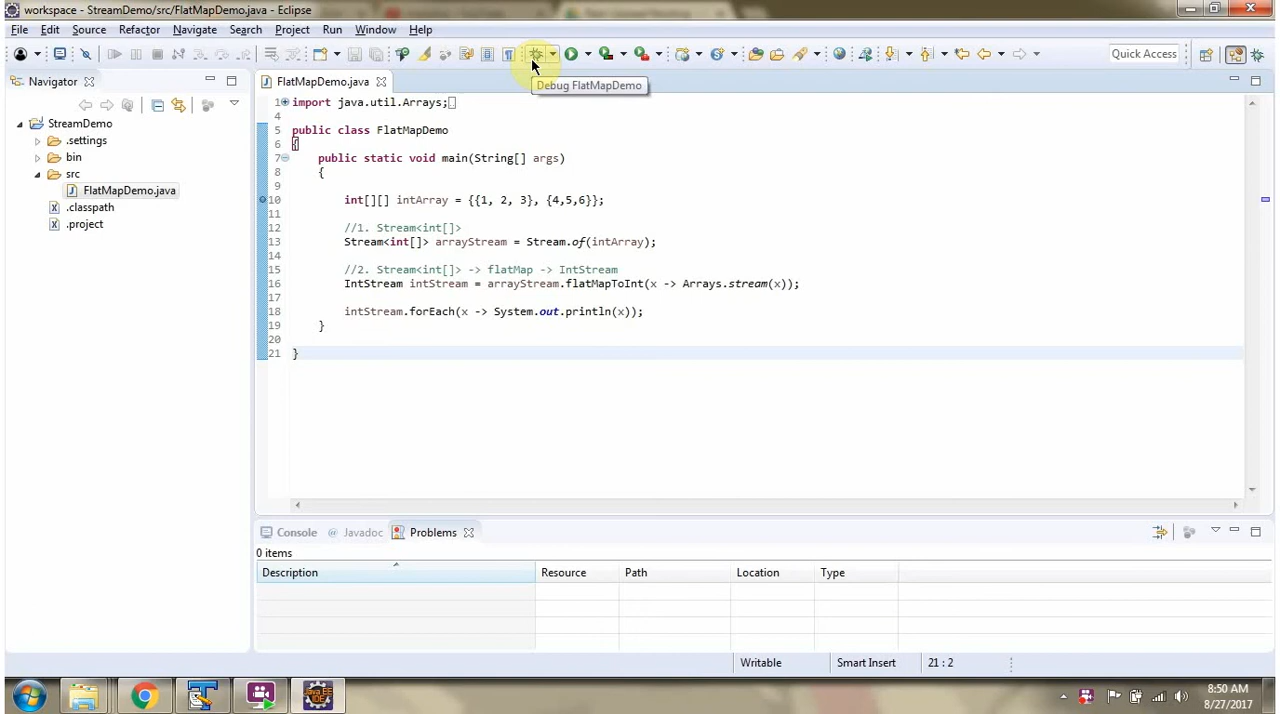 workspace - StreamDemo/src/FlatMapDemo.java - Eclipse
File Edit Source Refactor Navigate Search Project Run Window Help
Quick Access
Navigator
FlatMapDemo.java
Debug FlatMapDemo
StreamDemo
.settings
bin
src
FlatMapDemo.java
.classpath
.project
1 import java.util.Arrays;
4
5 public class FlatMapDemo
6 {
7 public static void main(String[] args)
8 {
9
10 int[][] intArray = {{1, 2, 3}, {4,5,6}};
11
12 //1. Stream<int[]>
13 Stream<int[]> arrayStream = Stream.of(intArray);
14
15 //2. Stream<int[]> -> flatMap -> IntStream
16 IntStream intStream = arrayStream.flatMapToInt(x -> Arrays.stream(x));
17
18 intStream.forEach(x -> System.out.println(x));
19 }
20
21 }
Console @ Javadoc Problems
0 items
Description Resource Path Location Type
Writable Smart Insert 21 : 2
Java EE
IDE
8:50 AM
8/27/2017